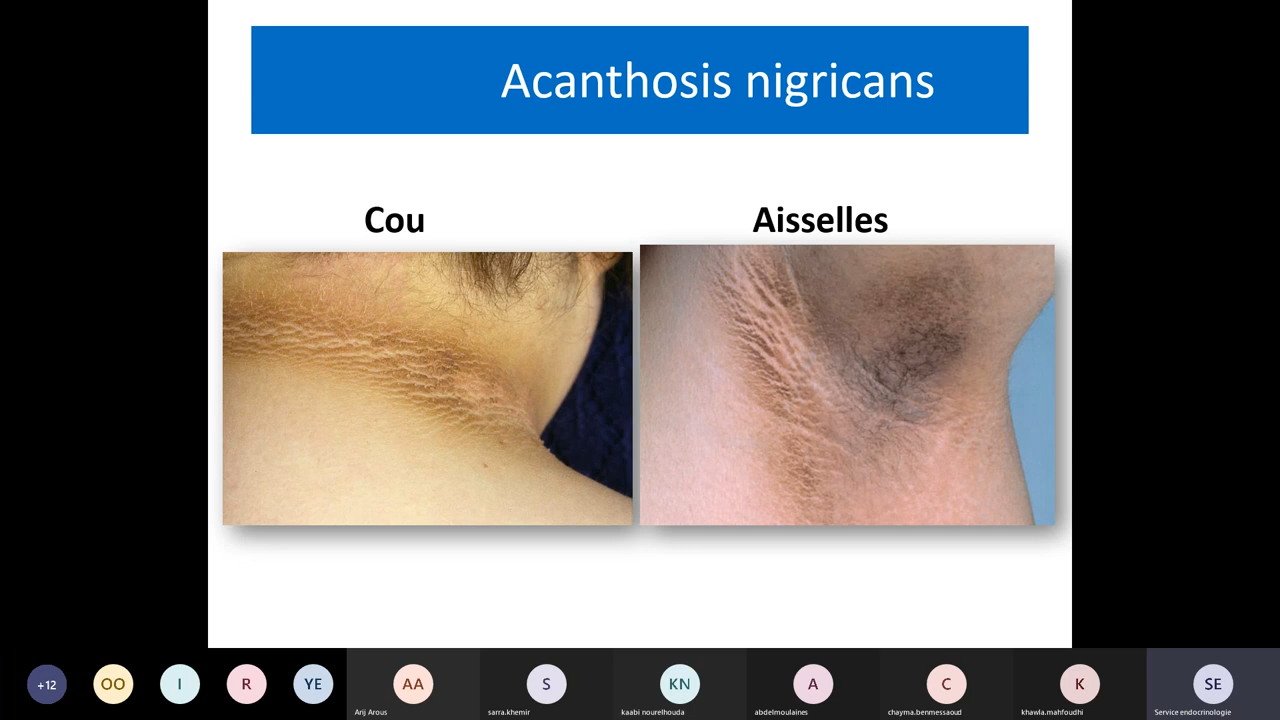 Acanthosis nigricans
Cou
Aisselles
+12
OO
I
R
YE
AA
S
KN
A
C
K
SE
Arij Arous
sarra.khemir
kaabi nourelhouda
abdelmoulaines
chayma.benmessaoud
khawla.mahfoudhi
Service endocrinologie